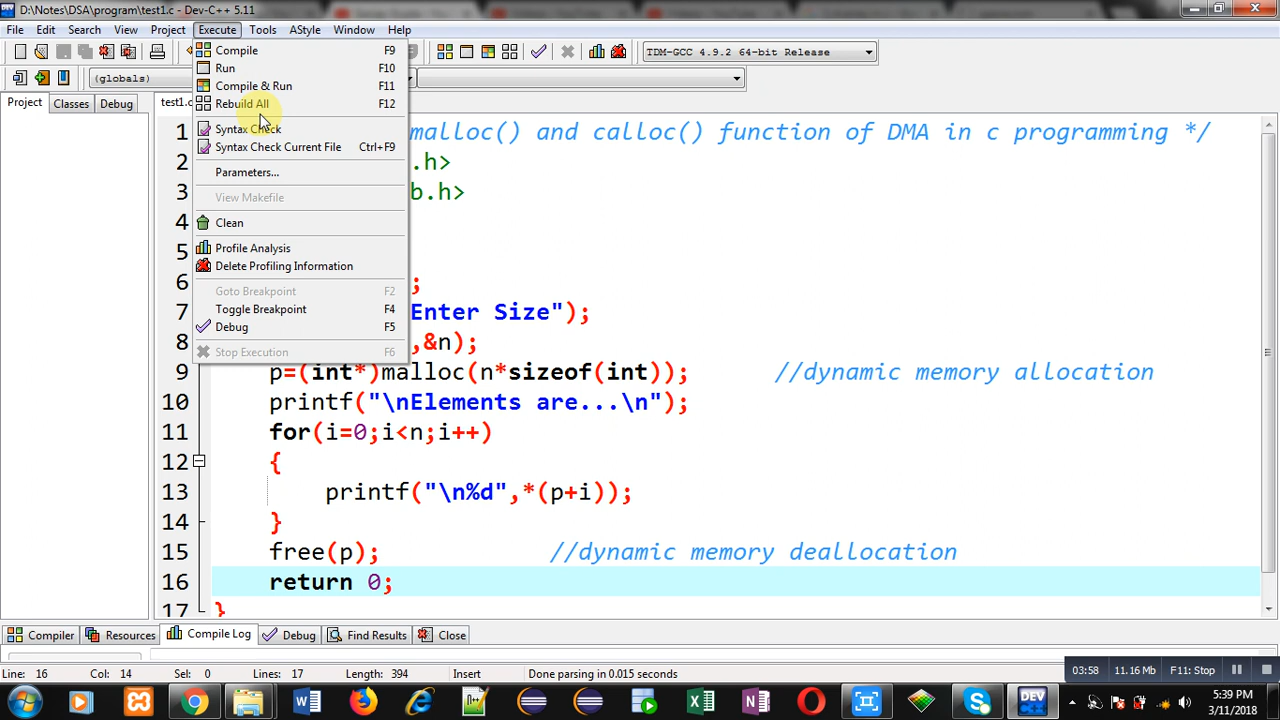 D:\Notes\DSA\program\test1.c - Dev-C++ 5.11
File Edit Search View Project Execute Tools AStyle Window Help
TDM-GCC 4.9.2 64-bit Release
(globals)
Project Classes Debug
test1.c
Compile F9
Run F10
Compile & Run F11
Rebuild All F12
Syntax Check
Syntax Check Current File Ctrl+F9
Parameters...
View Makefile
Clean
Profile Analysis
Delete Profiling Information
Goto Breakpoint F2
Toggle Breakpoint F4
Debug F5
Stop Execution F6
1 malloc() and calloc() function of DMA in c programming */
2 .h>
3 b.h>
4
5
6 ;
7 Enter Size");
8 ,&n);
9 p=(int*)malloc(n*sizeof(int)); //dynamic memory allocation
10 printf("\nElements are...\n");
11 for(i=0;i<n;i++)
12 {
13 printf("\n%d",*(p+i));
14 }
15 free(p); //dynamic memory deallocation
16 return 0;
17 }
Compiler Resources Compile Log Debug Find Results Close
Line: 16 Col: 14 Sel: 0 Lines: 17 Length: 394 Insert Done parsing in 0.015 seconds
03:58 11.16 Mb F11: Stop
DEV
5:39 PM
3/11/2018